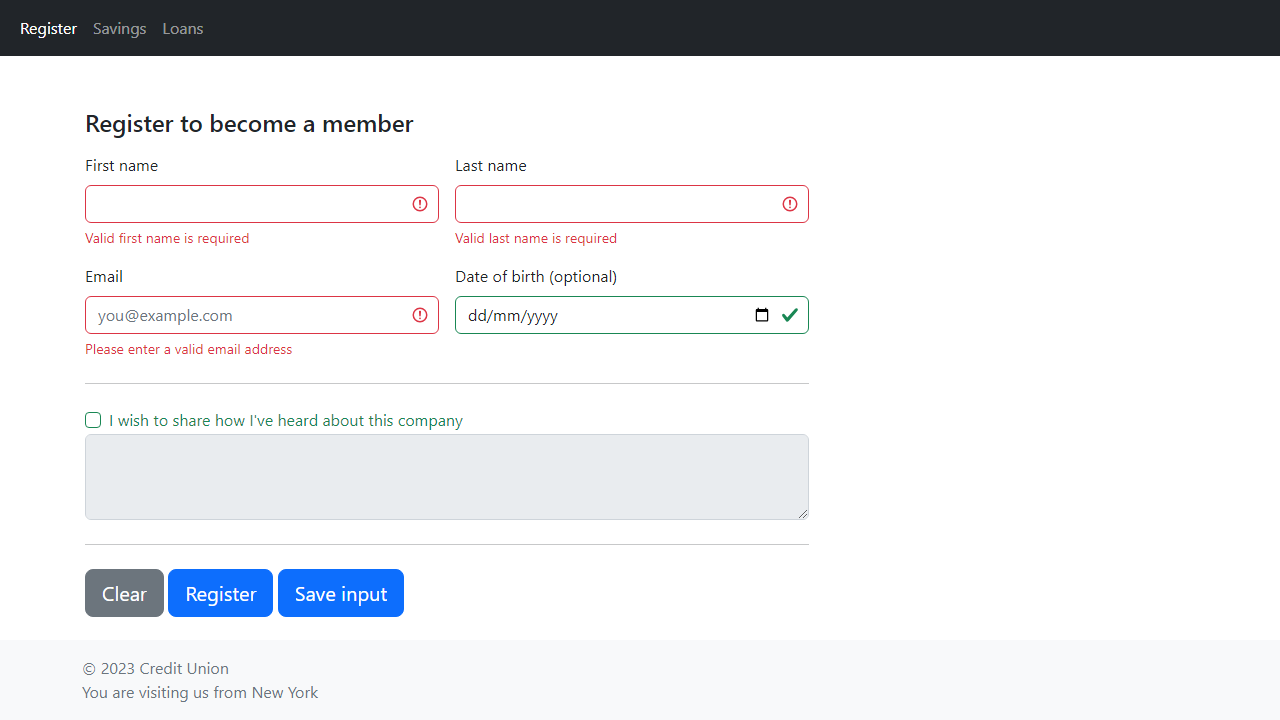 Register Savings Loans
Register to become a member
First name Last name
Valid first name is required Valid last name is required
Email Date of birth (optional)
you@example.com dd/mm/yyyy
Please enter a valid email address
I wish to share how I've heard about this company
Clear Register Save input
© 2023 Credit Union
You are visiting us from New York